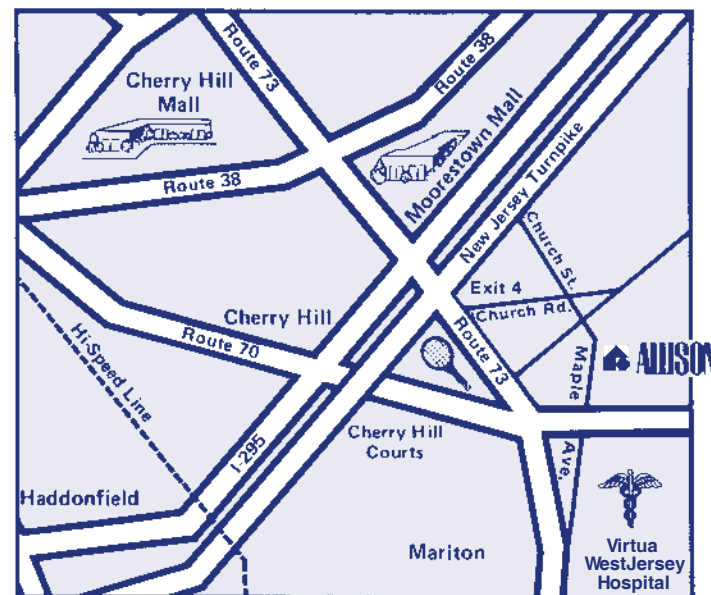 Route 73
Route 38
Cherry Hill
Mall
Moorestown Mall
Route 38
New Jersey Turnpike
Church St.
Exit 4
Church Rd.
Cherry Hill
Route 70
Route 73
Hi-Speed Line
Maple
ALLISON
Cherry Hill
Courts
I-295
Ave.
Haddonfield
Mariton
Virtua
WestJersey
Hospital